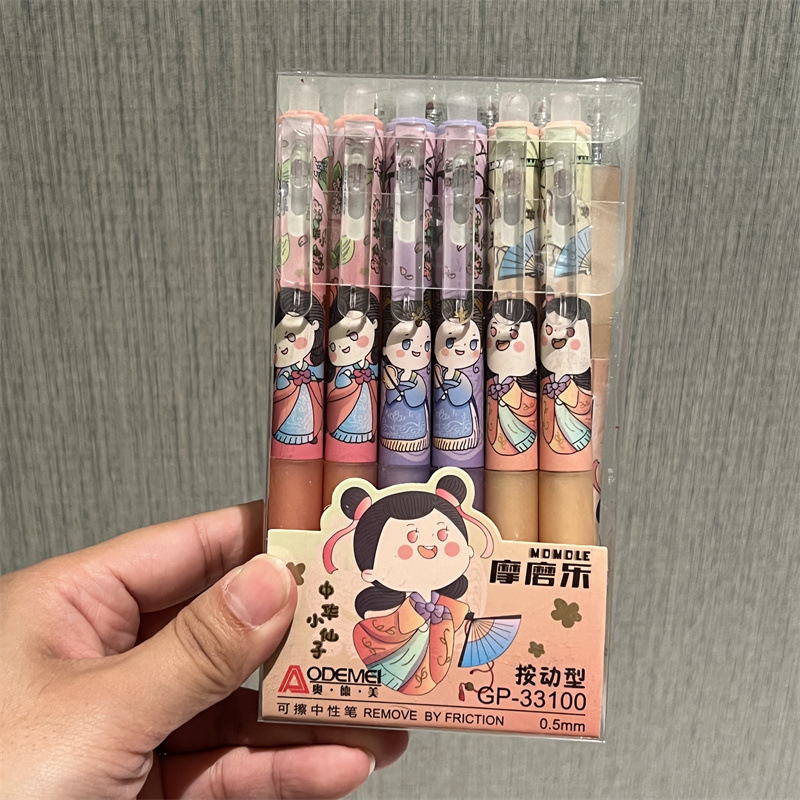 MOMOLE
摩磨乐
中华
小仙子
AODEMEI
奥·德·美
按动型
GP-33100
可擦中性笔 REMOVE BY FRICTION
0.5mm